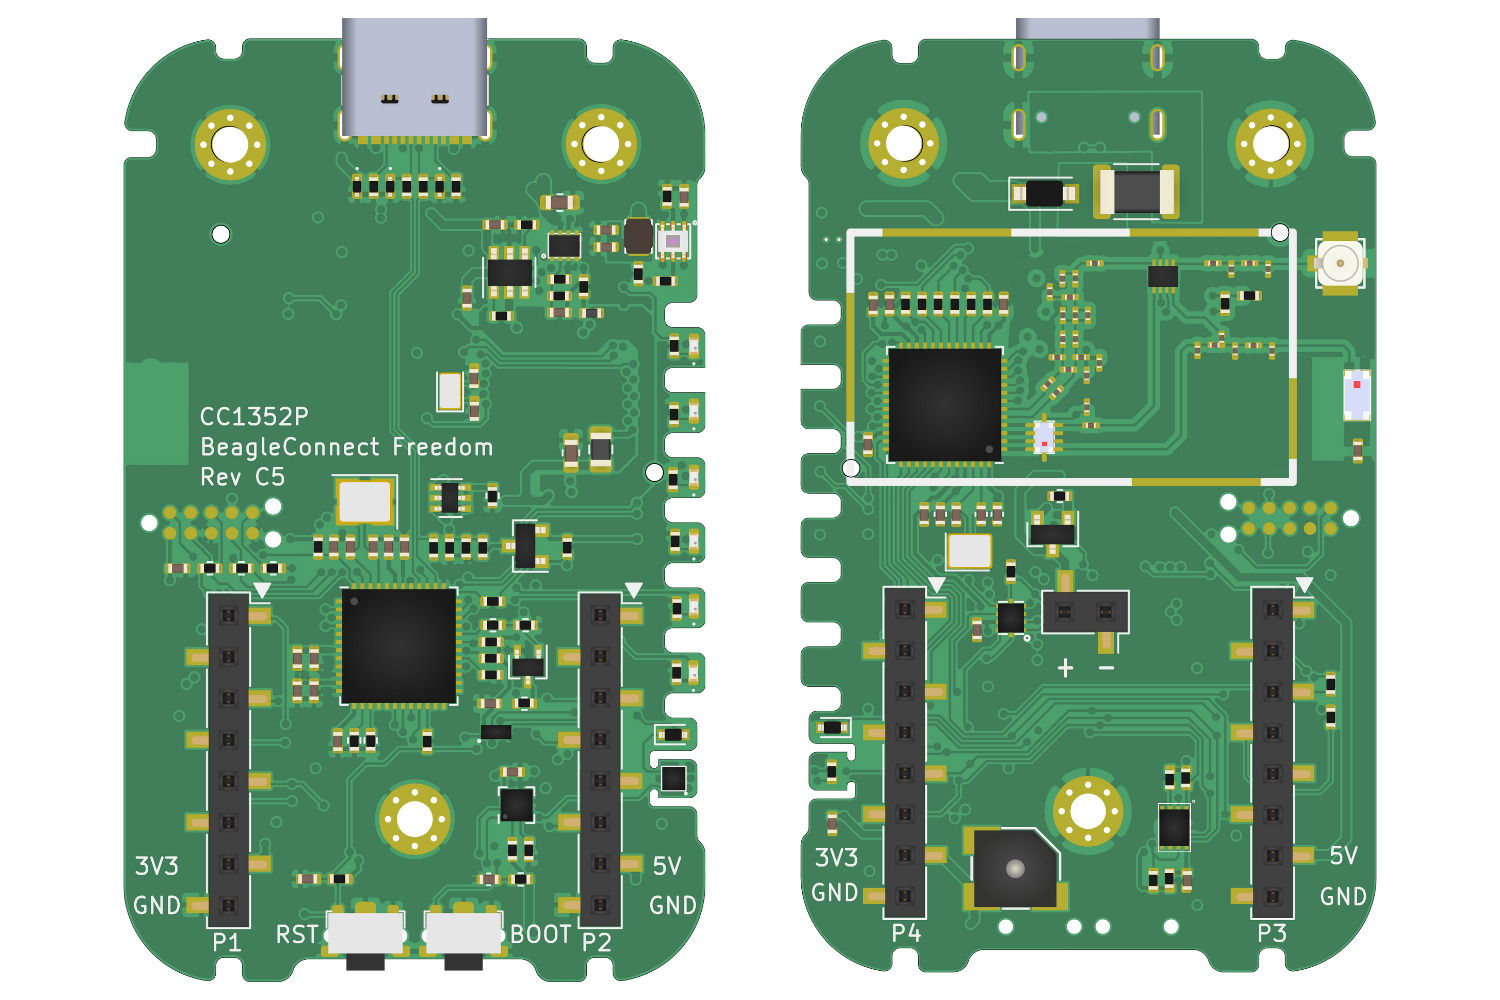 CC1352P
BeagleConnect Freedom
Rev C5
3V3
GND
P1
RST
BOOT
P2
5V
GND
+ −
3V3
GND
P4
P3
5V
GND